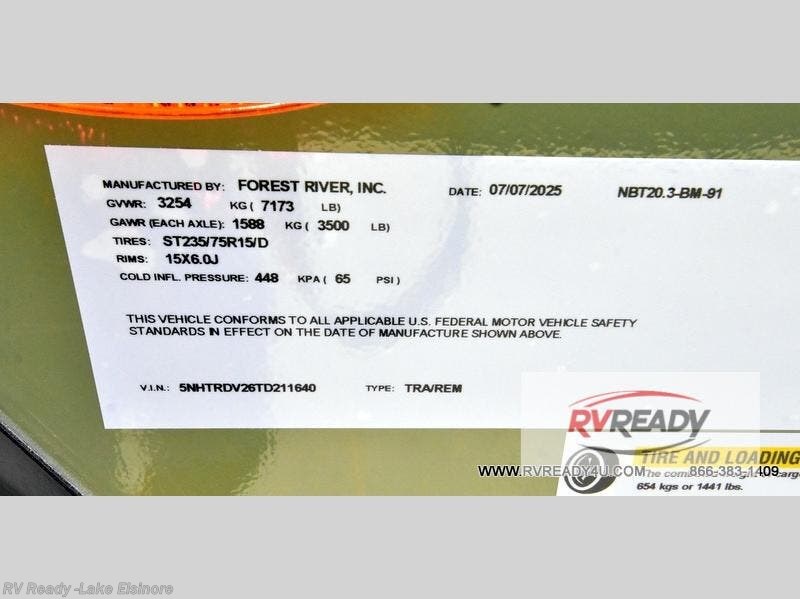 MANUFACTURED BY: FOREST RIVER, INC. DATE: 07/07/2025 NBT20.3-BM-91
GVWR: 3254 KG ( 7173 LB)
GAWR (EACH AXLE): 1588 KG ( 3500 LB)
TIRES: ST235/75R15/D
RIMS: 15X6.0J
COLD INFL. PRESSURE: 448 KPA ( 65 PSI )
THIS VEHICLE CONFORMS TO ALL APPLICABLE U.S. FEDERAL MOTOR VEHICLE SAFETY
STANDARDS IN EFFECT ON THE DATE OF MANUFACTURE SHOWN ABOVE.
V.I.N.: 5NHTRDV26TD211640 TYPE: TRA/REM
RVREADY
TIRE AND LOADING
WWW.RVREADY4U.COM 866-383-1409
The
654 kgs or 1441 lbs.
RV Ready -Lake Elsinore